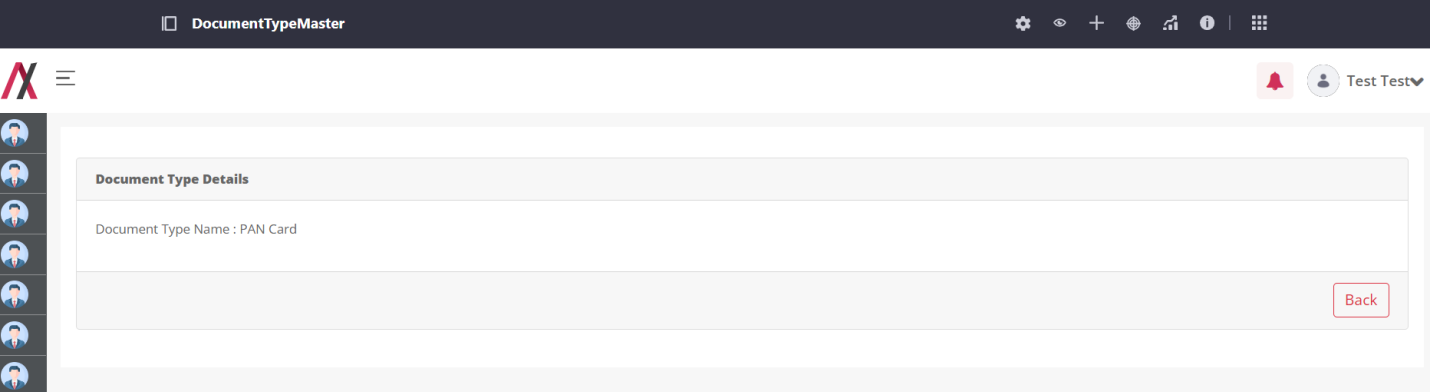 DocumentTypeMaster
Test Test
Document Type Details
Document Type Name : PAN Card
Back